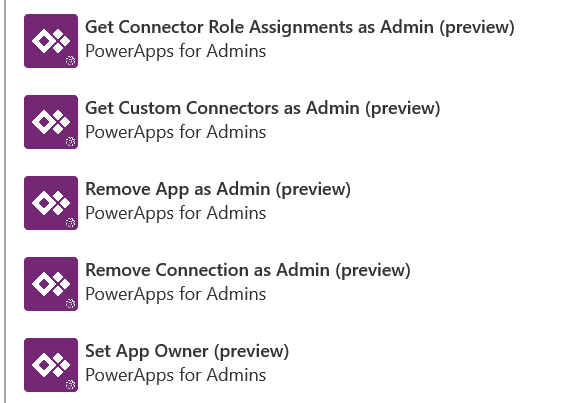 Get Connector Role Assignments as Admin (preview)
PowerApps for Admins
Get Custom Connectors as Admin (preview)
PowerApps for Admins
Remove App as Admin (preview)
PowerApps for Admins
Remove Connection as Admin (preview)
PowerApps for Admins
Set App Owner (preview)
PowerApps for Admins